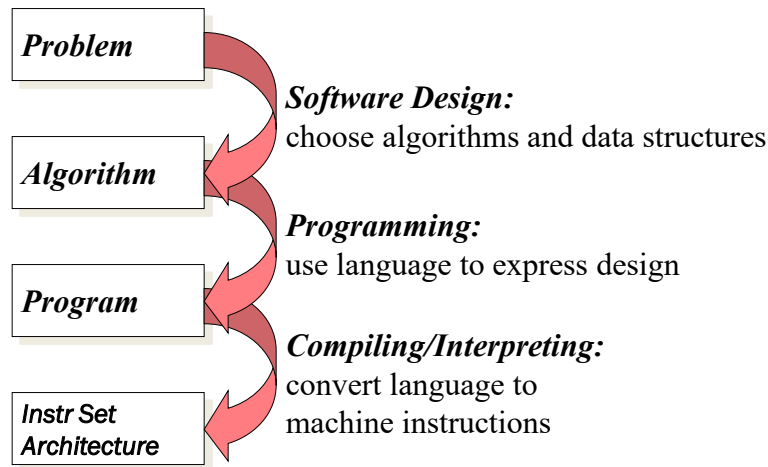 Problem
Software Design:
choose algorithms and data structures
Algorithm
Programming:
use language to express design
Program
Compiling/Interpreting:
convert language to
machine instructions
Instr Set
Architecture